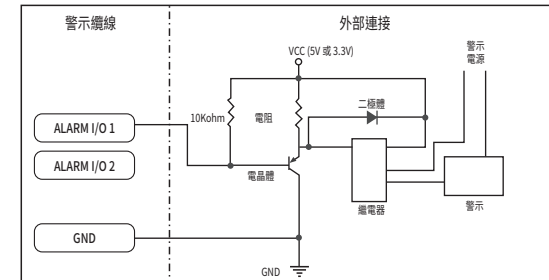 警示纜線
外部連接
VCC (5V 或 3.3V)
警示
電源
二極體
10Kohm
電阻
ALARM I/O 1
ALARM I/O 2
電晶體
繼電器
警示
GND
GND